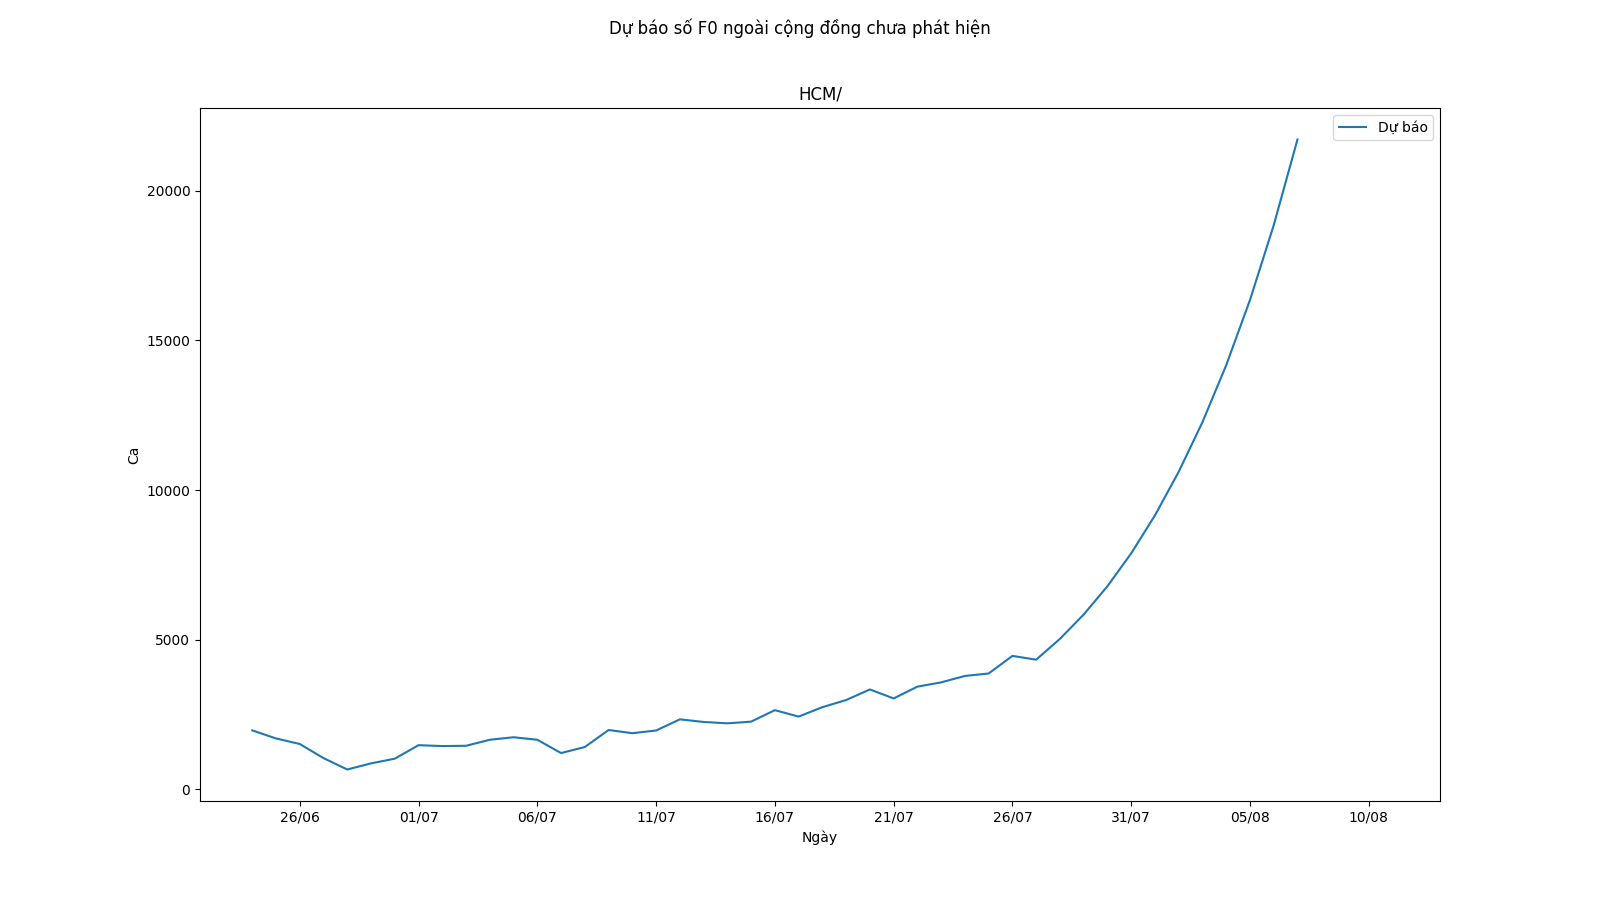 Dự báo số F0 ngoài cộng đồng chưa phát hiện
HCM/
Dự báo
20000
15000
10000
5000
0
Ca
26/06 01/07 06/07 11/07 16/07 21/07 26/07 31/07 05/08 10/08
Ngày